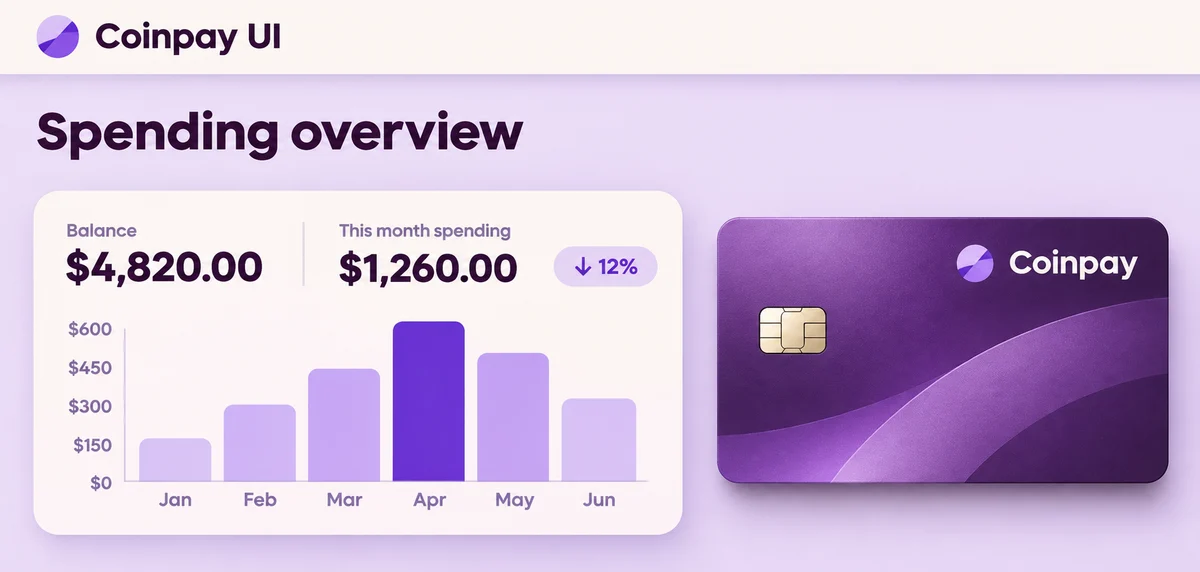 Coinpay UI
Spending overview
Balance
$4,820.00
This month spending
$1,260.00
↓ 12%
$600
$450
$300
$150
$0
Jan Feb Mar Apr May Jun
Coinpay